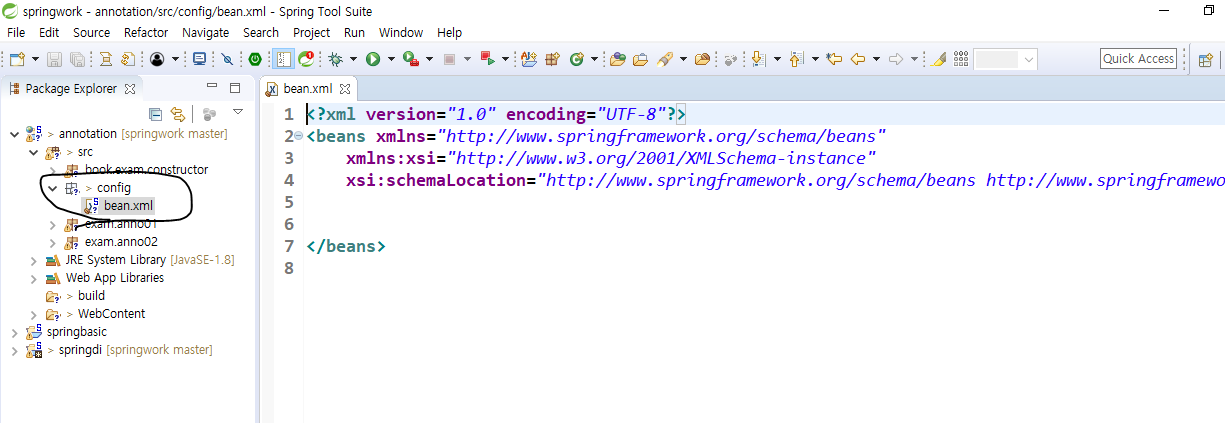 springwork - annotation/src/config/bean.xml - Spring Tool Suite
File Edit Source Refactor Navigate Search Project Run Window Help
Quick Access
Package Explorer
bean.xml
annotation [springwork master]
src
book.exam.constructor
> config
bean.xml
exam.anno01
exam.anno02
JRE System Library [JavaSE-1.8]
Web App Libraries
> build
> WebContent
springbasic
> springdi [springwork master]
1 <?xml version="1.0" encoding="UTF-8"?>
2 <beans xmlns="http://www.springframework.org/schema/beans"
3 xmlns:xsi="http://www.w3.org/2001/XMLSchema-instance"
4 xsi:schemaLocation="http://www.springframework.org/schema/beans http://www.springframewo
5
6
7 </beans>
8